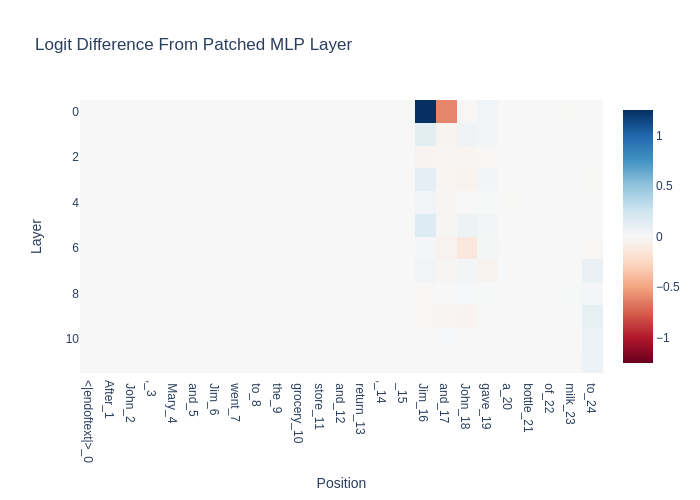 Logit Difference From Patched MLP Layer
0
2
4
6
8
10
Layer
1
0.5
0
−0.5
−1
<|endoftext|>_0
After_1
John_2
,_3
Mary_4
and_5
Jim_6
went_7
to_8
the_9
grocery_10
store_11
and_12
return_13
,_14
_15
Jim_16
and_17
John_18
gave_19
a_20
bottle_21
of_22
milk_23
to_24
Position